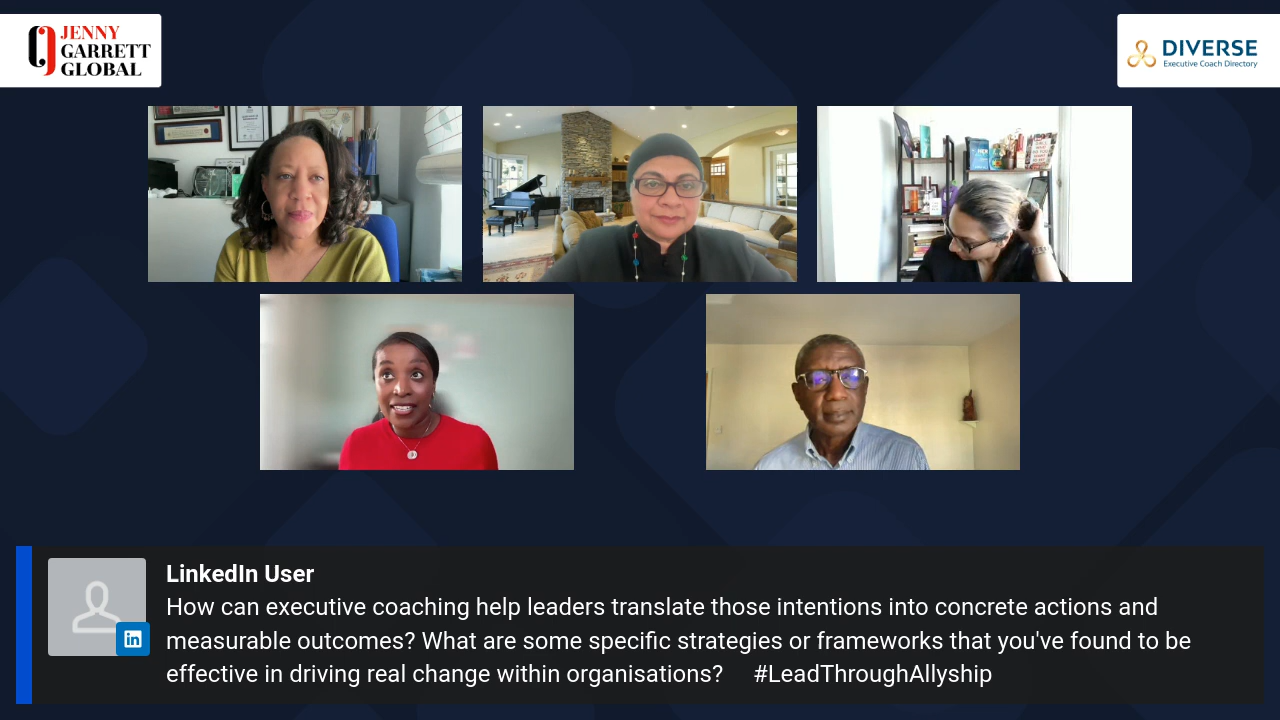 JENNY
GARRETT
GLOBAL
DIVERSE
Executive Coach Directory
LinkedIn User
How can executive coaching help leaders translate those intentions into concrete actions and
measurable outcomes? What are some specific strategies or frameworks that you've found to be
effective in driving real change within organisations? #LeadThroughAllyship
in